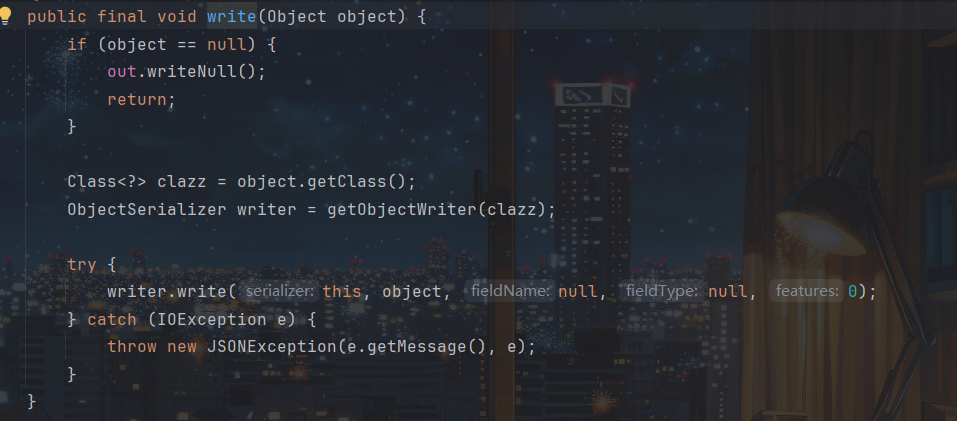 public final void write(Object object) {
if (object == null) {
out.writeNull();
return;
}
Class<?> clazz = object.getClass();
ObjectSerializer writer = getObjectWriter(clazz);
try {
writer.write( serializer: this, object, fieldName: null, fieldType: null, features: 0);
} catch (IOException e) {
throw new JSONException(e.getMessage(), e);
}
}